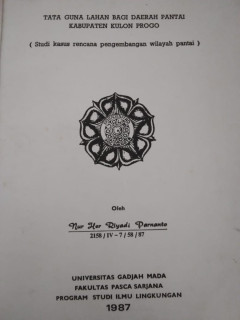 TATA GUNA LAHAN BAGI DAERAH PANTAI
KABUPATEN KULON PROGO
( Studi kasus rencana pengembangan wilayah pantai )
Oleh
Nur Har Riyadi Parnanto
2158 / IV - 7 / 58 / 87
UNIVERSITAS GADJAH MADA
FAKULTAS PASCA SARJANA
PROGRAM STUDI ILMU LINGKUNGAN
1987